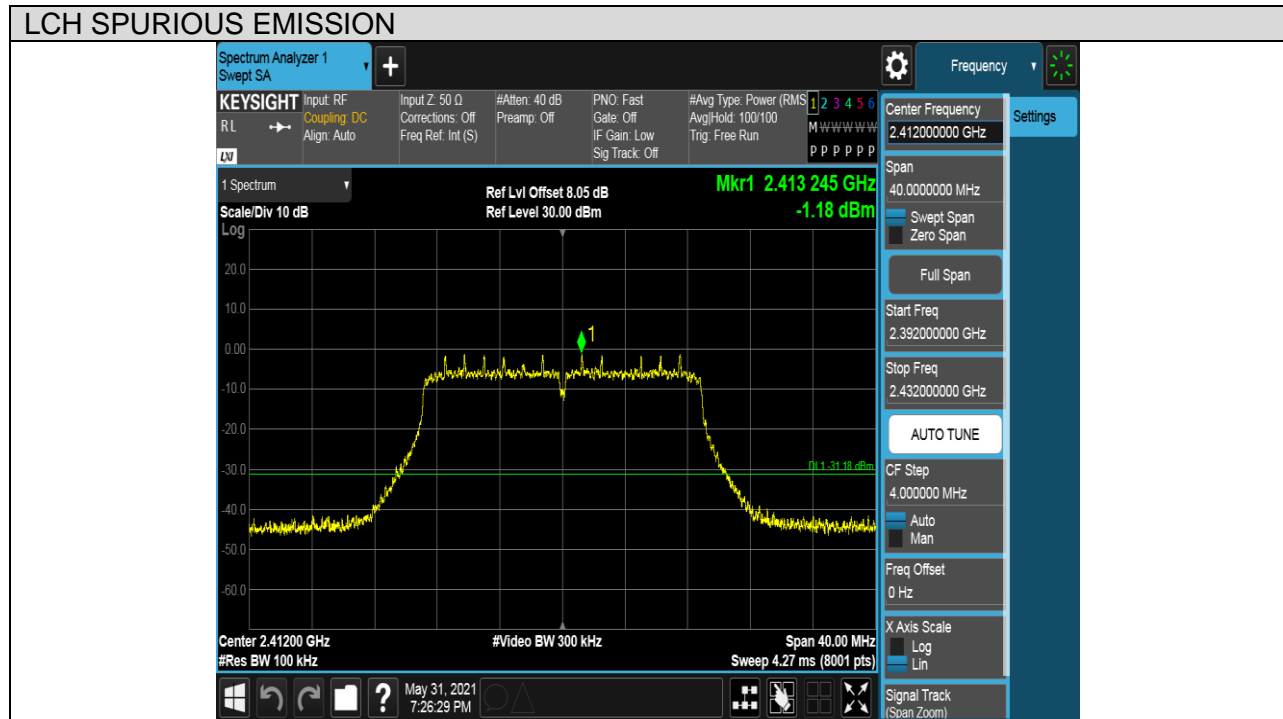 LCH SPURIOUS EMISSION
Spectrum Analyzer 1
Swept SA
+
Frequency
KEYSIGHT
RL
LXI
Input: RF
Coupling: DC
Align: Auto
Input Z: 50 Ω
Corrections: Off
Freq Ref: Int (S)
#Atten: 40 dB
Preamp: Off
PNO: Fast
Gate: Off
IF Gain: Low
Sig Track: Off
#Avg Type: Power (RMS
Avg|Hold: 100/100
Trig: Free Run
1 2 3 4 5 6
M W W W W W
P P P P P P
1 Spectrum
Scale/Div 10 dB
Ref Lvl Offset 8.05 dB
Ref Level 30.00 dBm
Mkr1 2.413 245 GHz
-1.18 dBm
Log
20.0
10.0
0.00
-10.0
-20.0
-30.0
-40.0
-50.0
-60.0
1
DL1 -31.18 dBm
Center 2.41200 GHz
#Res BW 100 kHz
#Video BW 300 kHz
Span 40.00 MHz
Sweep 4.27 ms (8001 pts)
?
May 31, 2021
7:26:29 PM
Center Frequency
2.412000000 GHz
Settings
Span
40.0000000 MHz
Swept Span
Zero Span
Full Span
Start Freq
2.392000000 GHz
Stop Freq
2.432000000 GHz
AUTO TUNE
CF Step
4.000000 MHz
Auto
Man
Freq Offset
0 Hz
X Axis Scale
Log
Lin
Signal Track
(Span Zoom)